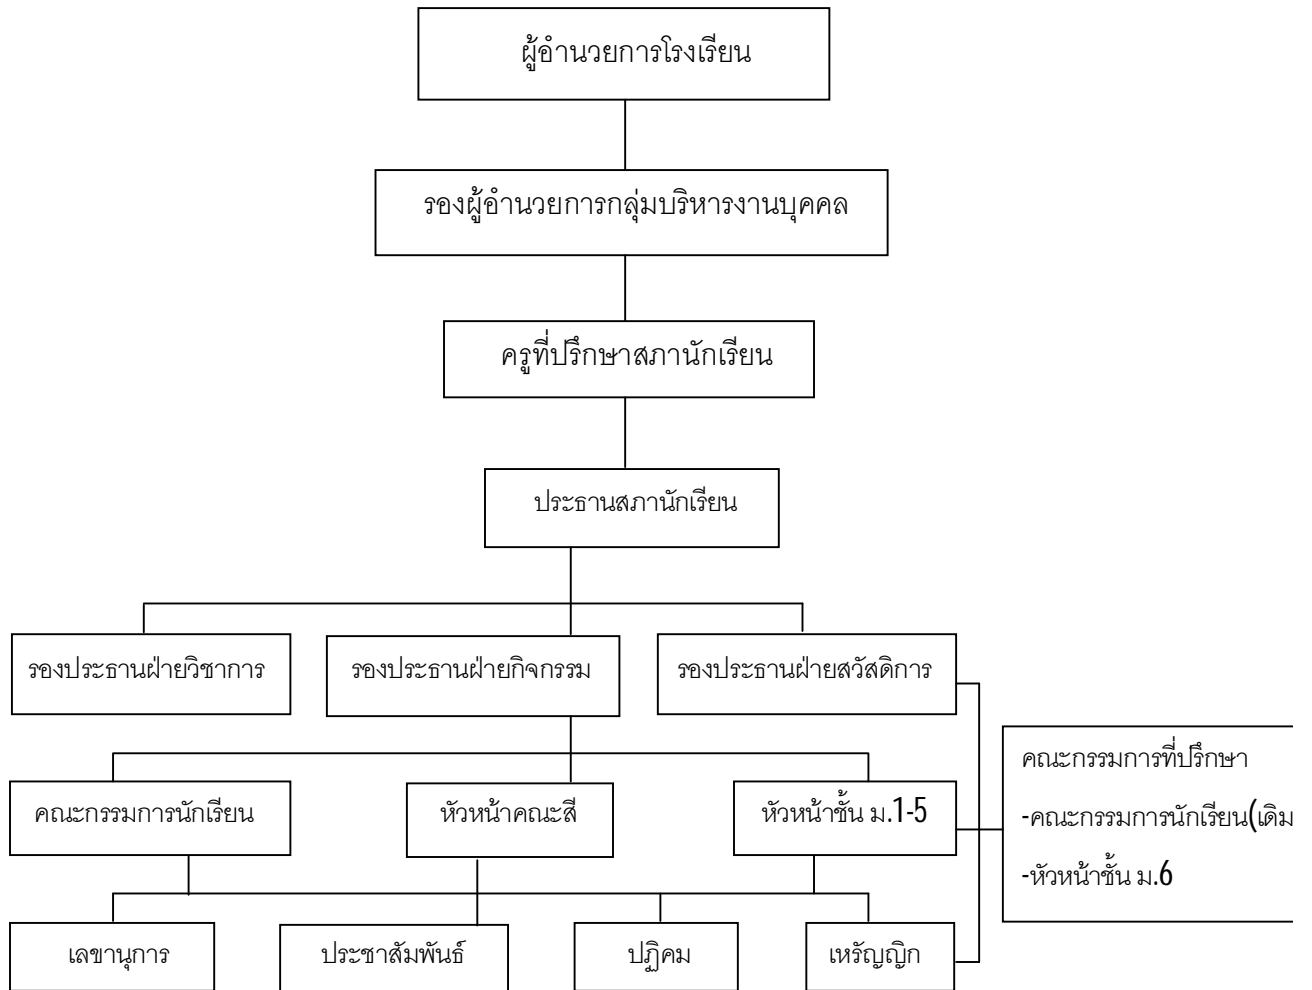 ผู้อำนวยการโรงเรียน
รองผู้อำนวยการกลุ่มบริหารงานบุคคล
ครูที่ปรึกษาสภานักเรียน
ประธานสภานักเรียน
รองประธานฝ่ายวิชาการ
รองประธานฝ่ายกิจกรรม
รองประธานฝ่ายสวัสดิการ
คณะกรรมการนักเรียน
หัวหน้าคณะสี
หัวหน้าชั้น ม.1-5
คณะกรรมการที่ปรึกษา
-คณะกรรมการนักเรียน(เดิม
-หัวหน้าชั้น ม.6
เลขานุการ
ประชาสัมพันธ์
ปฏิคม
เหรัญญิก